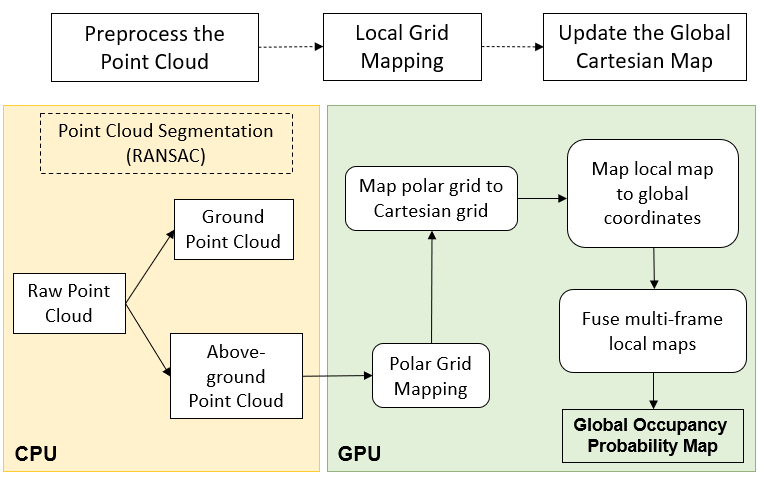 Preprocess the
Point Cloud
Local Grid
Mapping
Update the Global
Cartesian Map
Point Cloud Segmentation
(RANSAC)
Ground
Point Cloud
Raw Point
Cloud
Above-
ground
Point Cloud
CPU
Map polar grid to
Cartesian grid
Map local map
to global
coordinates
Polar Grid
Mapping
Fuse multi-frame
local maps
Global Occupancy
Probability Map
GPU